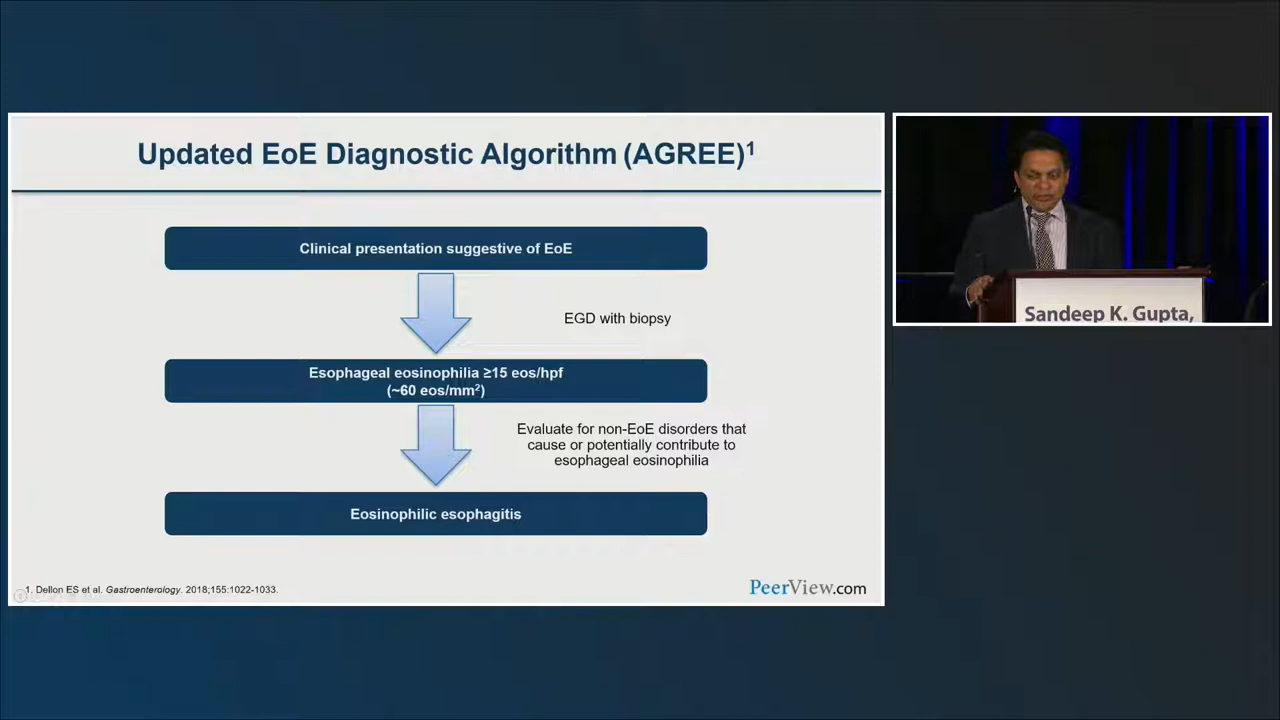 Updated EoE Diagnostic Algorithm (AGREE)¹
Clinical presentation suggestive of EoE
EGD with biopsy
Esophageal eosinophilia ≥15 eos/hpf
(~60 eos/mm²)
Evaluate for non-EoE disorders that
cause or potentially contribute to
esophageal eosinophilia
Eosinophilic esophagitis
1. Dellon ES et al. Gastroenterology. 2018;155:1022-1033.
PeerView.com
Sandeep K. Gupta,